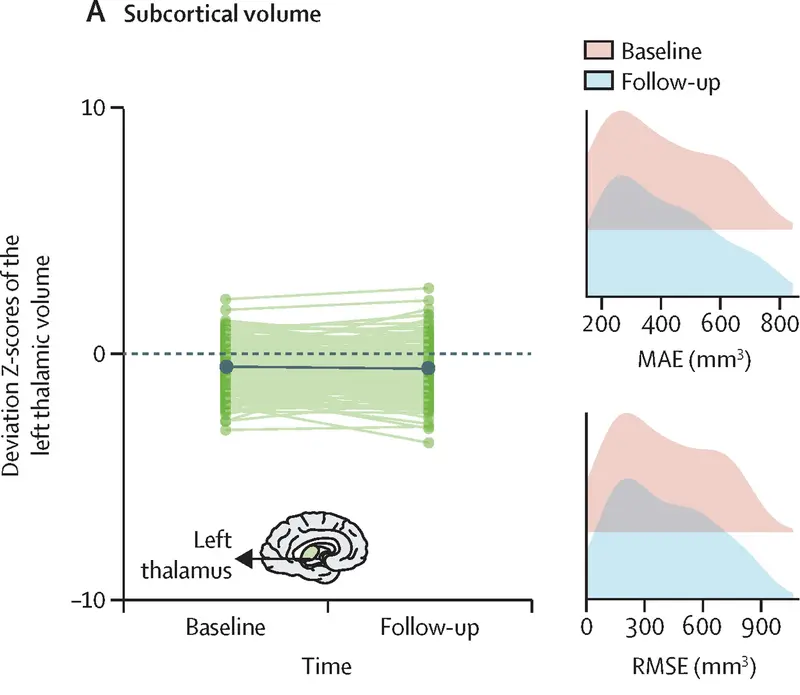 A Subcortical volume
Baseline
Follow-up
10
0
–10
Deviation Z-scores of the
left thalamic volume
Left
thalamus
Baseline
Follow-up
Time
200
400
600
800
MAE (mm³)
0
300
600
900
RMSE (mm³)